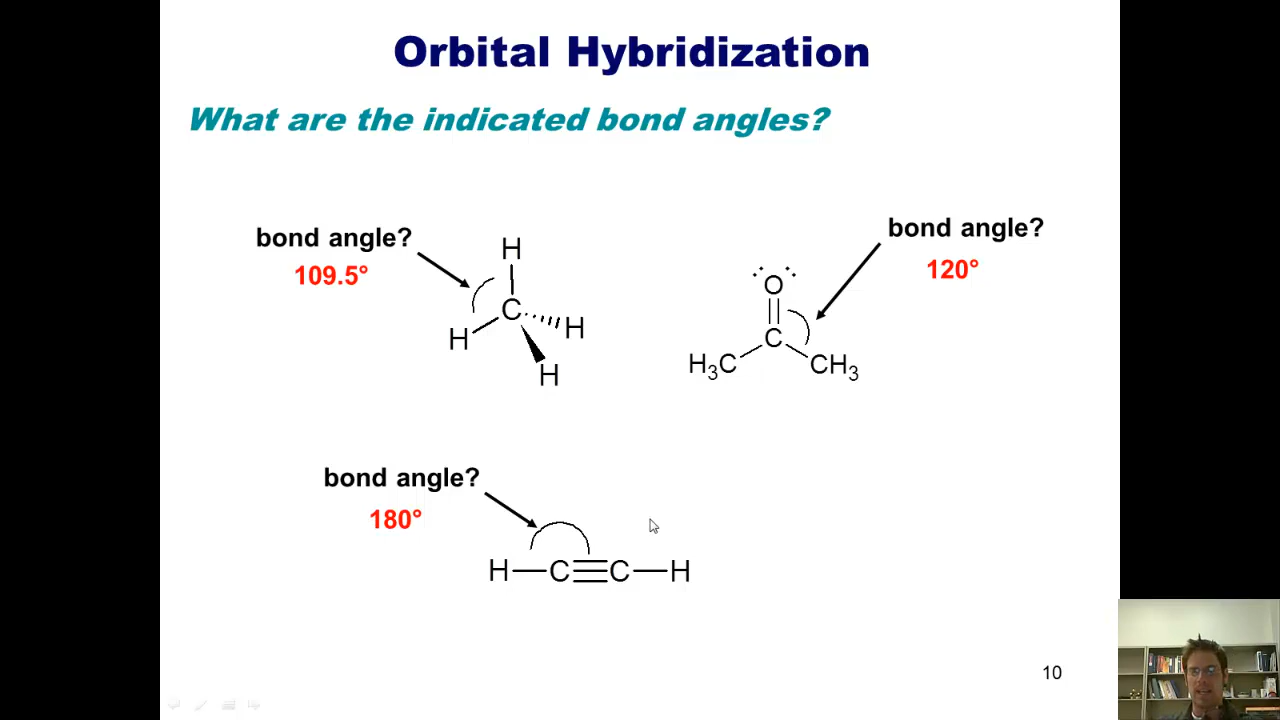 Orbital Hybridization
What are the indicated bond angles?
bond angle?
109.5°
H
C
H
H
H
bond angle?
120°
O
C
H₃C
CH₃
bond angle?
180°
H—C≡C—H
10